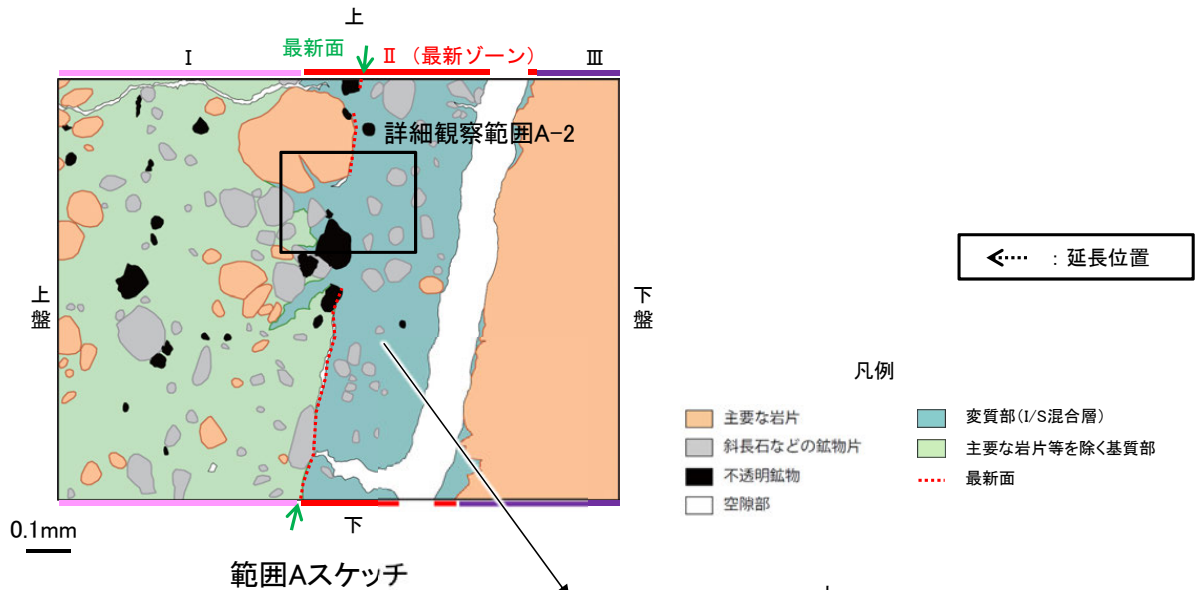 上
最新面
Ⅰ
Ⅱ （最新ゾーン）
Ⅲ
詳細観察範囲A-2
上盤
下盤
：延長位置
凡例
主要な岩片
変質部(I/S混合層)
斜長石などの鉱物片
主要な岩片等を除く基質部
不透明鉱物
最新面
空隙部
下
0.1mm
範囲Aスケッチ